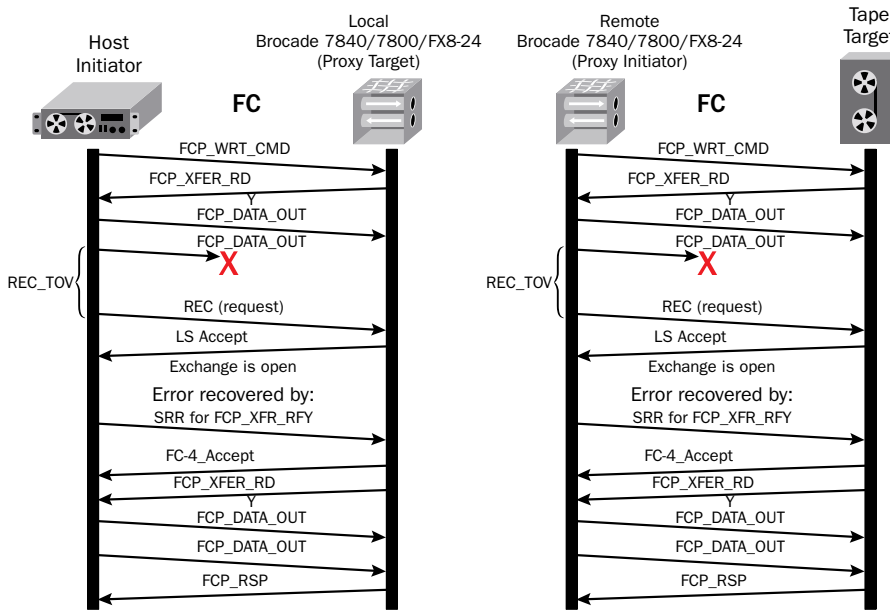 Host
Initiator
Local
Brocade 7840/7800/FX8-24
(Proxy Target)
Remote
Brocade 7840/7800/FX8-24
(Proxy Initiator)
Tape
Target
FC
FC
FCP_WRT_CMD
FCP_XFER_RD
Y
FCP_DATA_OUT
FCP_DATA_OUT
X
REC_TOV
REC (request)
LS Accept
Exchange is open
Error recovered by:
SRR for FCP_XFR_RFY
FC-4_Accept
FCP_XFER_RD
Y
FCP_DATA_OUT
FCP_DATA_OUT
FCP_RSP
FCP_WRT_CMD
FCP_XFER_RD
Y
FCP_DATA_OUT
FCP_DATA_OUT
X
REC_TOV
REC (request)
LS Accept
Exchange is open
Error recovered by:
SRR for FCP_XFR_RFY
FC-4_Accept
FCP_XFER_RD
Y
FCP_DATA_OUT
FCP_DATA_OUT
FCP_RSP